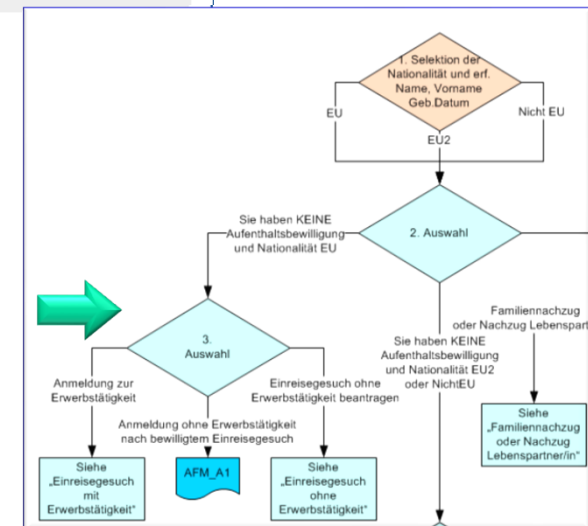 1. Selektion der
Nationalität und erf.
Name, Vorname
Geb.Datum
EU
Nicht EU
EU2
Sie haben KEINE
Aufenthaltsbewilligung
und Nationalität EU
2. Auswahl
3.
Auswahl
Familiennachzug
oder Nachzug Lebenspart
Sie haben KEINE
Aufenthaltsbewilligung
und Nationalität EU2
oder NichtEU
Anmeldung zur
Erwerbstätigkeit
Einreisegesuch ohne
Erwerbstätigkeit beantragen
Anmeldung ohne Erwerbstätigkeit
nach bewilligtem Einreisegesuch
Siehe
„Familiennachzug
oder Nachzug
Lebenspartner/in“
Siehe
„Einreisegesuch
mit
Erwerbstätigkeit“
AFM_A1
Siehe
„Einreisegesuch
ohne
Erwerbstätigkeit“